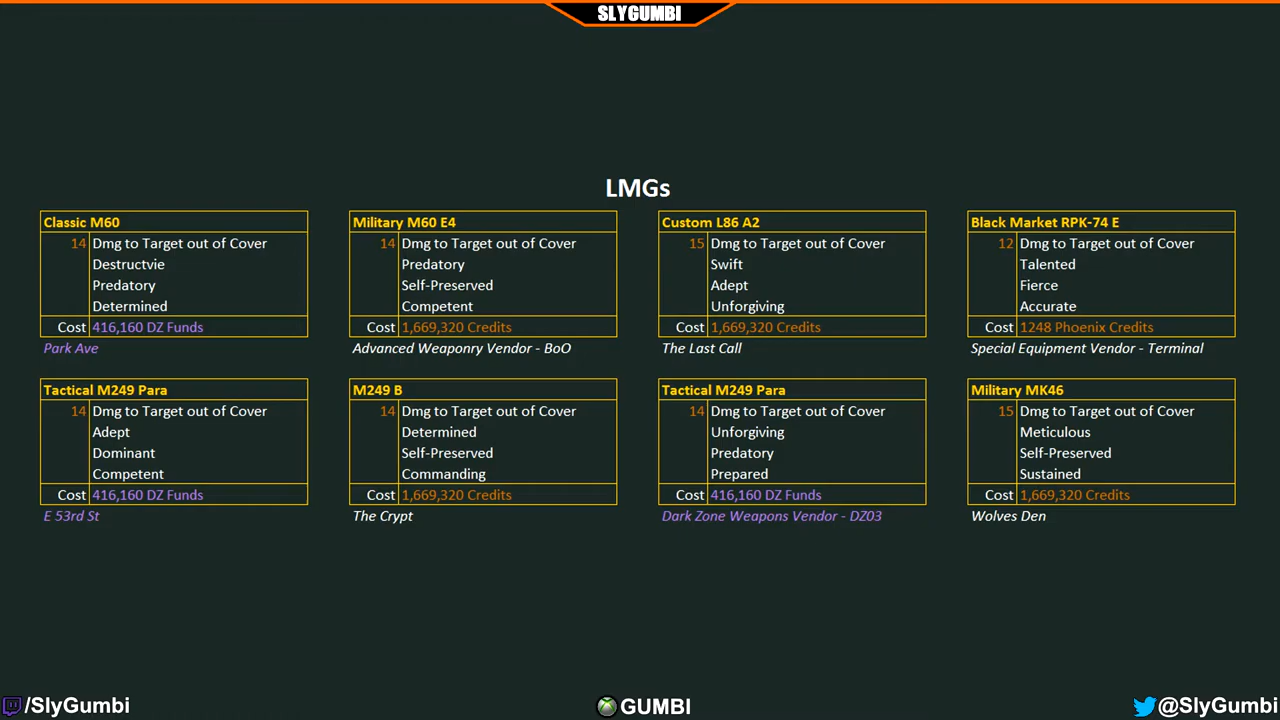 SLYGUMBI
LMGs
Classic M60
14 Dmg to Target out of Cover
Destructvie
Predatory
Determined
Cost 416,160 DZ Funds
Park Ave
Military M60 E4
14 Dmg to Target out of Cover
Predatory
Self-Preserved
Competent
Cost 1,669,320 Credits
Advanced Weaponry Vendor - BoO
Custom L86 A2
15 Dmg to Target out of Cover
Swift
Adept
Unforgiving
Cost 1,669,320 Credits
The Last Call
Black Market RPK-74 E
12 Dmg to Target out of Cover
Talented
Fierce
Accurate
Cost 1248 Phoenix Credits
Special Equipment Vendor - Terminal
Tactical M249 Para
14 Dmg to Target out of Cover
Adept
Dominant
Competent
Cost 416,160 DZ Funds
E 53rd St
M249 B
14 Dmg to Target out of Cover
Determined
Self-Preserved
Commanding
Cost 1,669,320 Credits
The Crypt
Tactical M249 Para
14 Dmg to Target out of Cover
Unforgiving
Predatory
Prepared
Cost 416,160 DZ Funds
Dark Zone Weapons Vendor - DZ03
Military MK46
15 Dmg to Target out of Cover
Meticulous
Self-Preserved
Sustained
Cost 1,669,320 Credits
Wolves Den
/SlyGumbi
GUMBI
@SlyGumbi